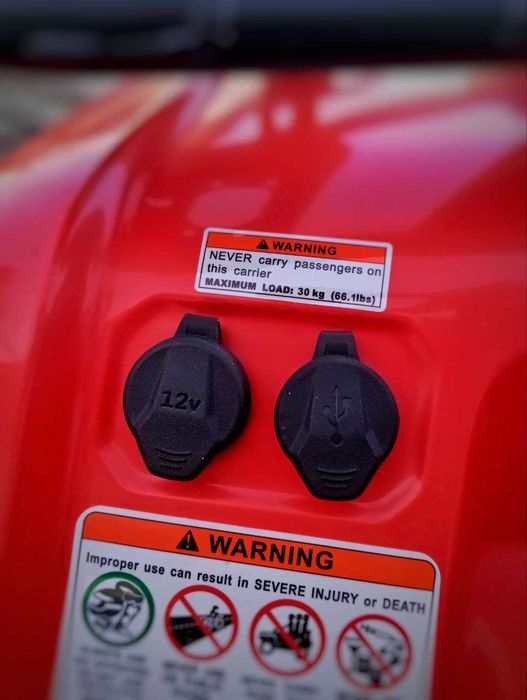 WARNING
NEVER carry passengers on
this carrier
MAXIMUM LOAD: 30 kg (66.1lbs)
12v
WARNING
Improper use can result in SEVERE INJURY or DEATH